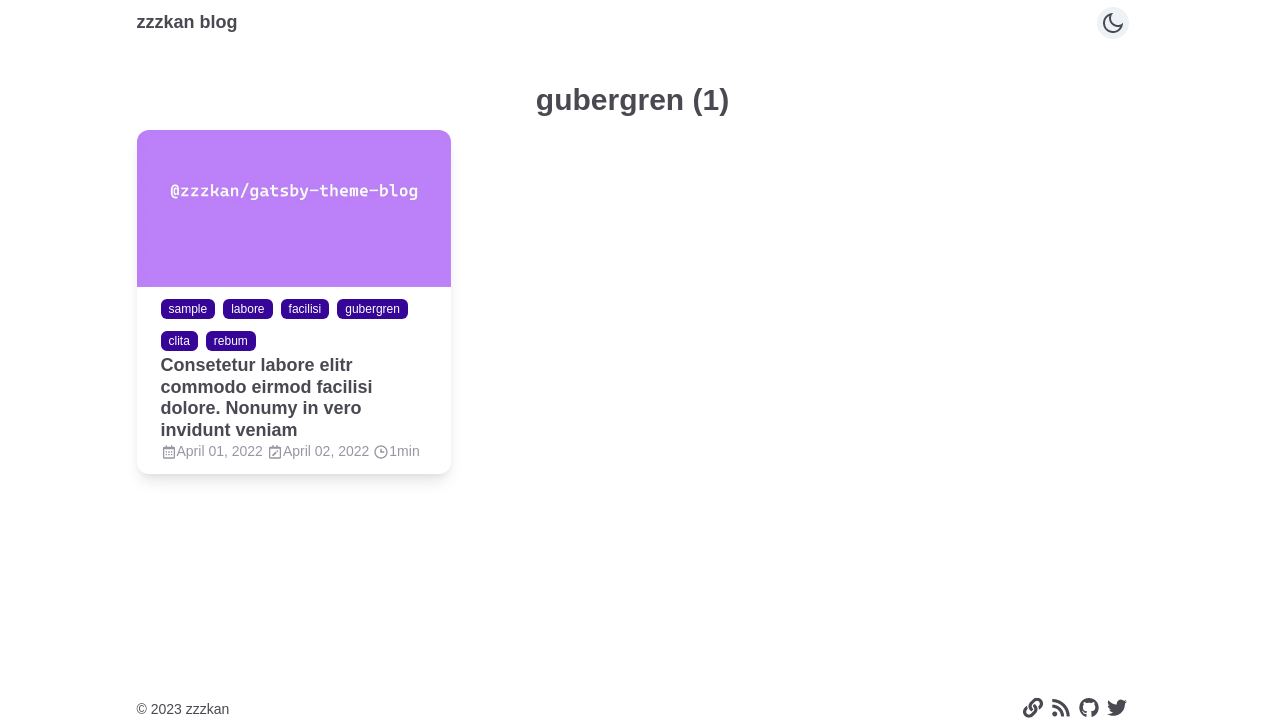 zzzkan blog
gubergren (1)
@zzzkan/gatsby-theme-blog
sample labore facilisi gubergren
clita rebum
Consetetur labore elitr
commodo eirmod facilisi
dolore. Nonumy in vero
invidunt veniam
April 01, 2022 April 02, 2022 1min
© 2023 zzzkan